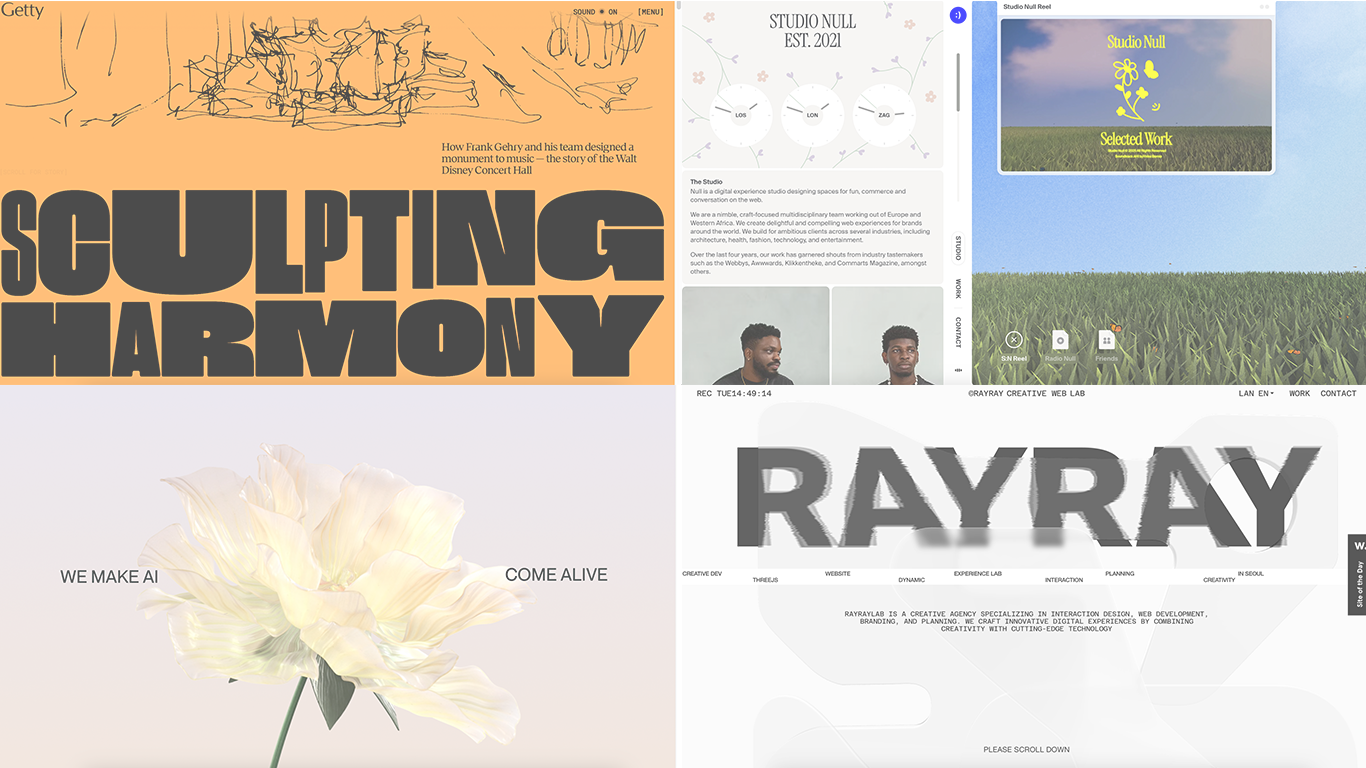 Getty
SOUND ☀ ON [MENU]
How Frank Gehry and his team designed a
monument to music — the story of the Walt
Disney Concert Hall
SCULPTING
HARMONY
STUDIO NULL
EST. 2021
LOS
LON
ZAG
The Studio
Null is a digital experience studio designing spaces for fun, commerce and
conversation on the web.
We are a nimble, craft-focused multidisciplinary team working out of Europe and
Western Africa. We create delightful and compelling web experiences for brands
around the world. We build for ambitious clients across several industries, including
architecture, health, fashion, technology, and entertainment.
Over the last four years, our work has garnered shouts from industry tastemakers
such as the Webbys, Awwwards, Klikkentheke, and Commarts Magazine, amongst
others.
:)
STUDIO
WORK
CONTACT
Studio Null Reel
Studio Null
Selected Work
S:N Reel
Radio Null
Friends
WE MAKE AI
COME ALIVE
REC TUE14:49:14
©RAYRAY CREATIVE WEB LAB
LAN EN
WORK
CONTACT
RAYRAY
CREATIVE DEV
THREEJS
WEBSITE
DYNAMIC
EXPERIENCE LAB
INTERACTION
PLANNING
CREATIVITY
IN SEOUL
W.
Site of the Day
RAYRAYLAB IS A CREATIVE AGENCY SPECIALIZING IN INTERACTION DESIGN, WEB DEVELOPMENT,
BRANDING, AND PLANNING. WE CRAFT INNOVATIVE DIGITAL EXPERIENCES BY COMBINING
CREATIVITY WITH CUTTING-EDGE TECHNOLOGY
PLEASE SCROLL DOWN